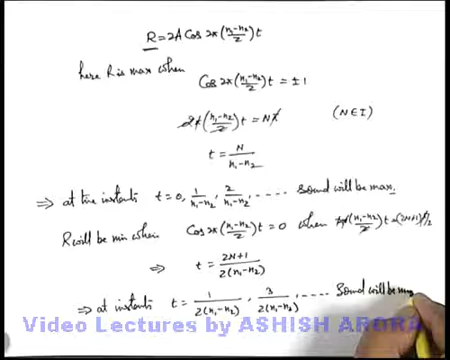 R = 2A Cos 2π (n₁-n₂/2) t
here R is max when
Cos 2π (n₁-n₂/2) t = ±1
2π (n₁-n₂/2) t = Nπ (N ∈ I)
t = N/n₁-n₂
⇒ at time instants t = 0, 1/n₁-n₂, 2/n₁-n₂, ---- sound will be max.
R will be min when Cos 2π (n₁-n₂/2) t = 0 when 2π (n₁-n₂/2) t = (2N+1) π/2
⇒ t = 2N+1/2(n₁-n₂)
⇒ at instants t = 1/2(n₁-n₂), 3/2(n₁-n₂), ---- Sound will be min
Video Lectures by ASHISH ARORA